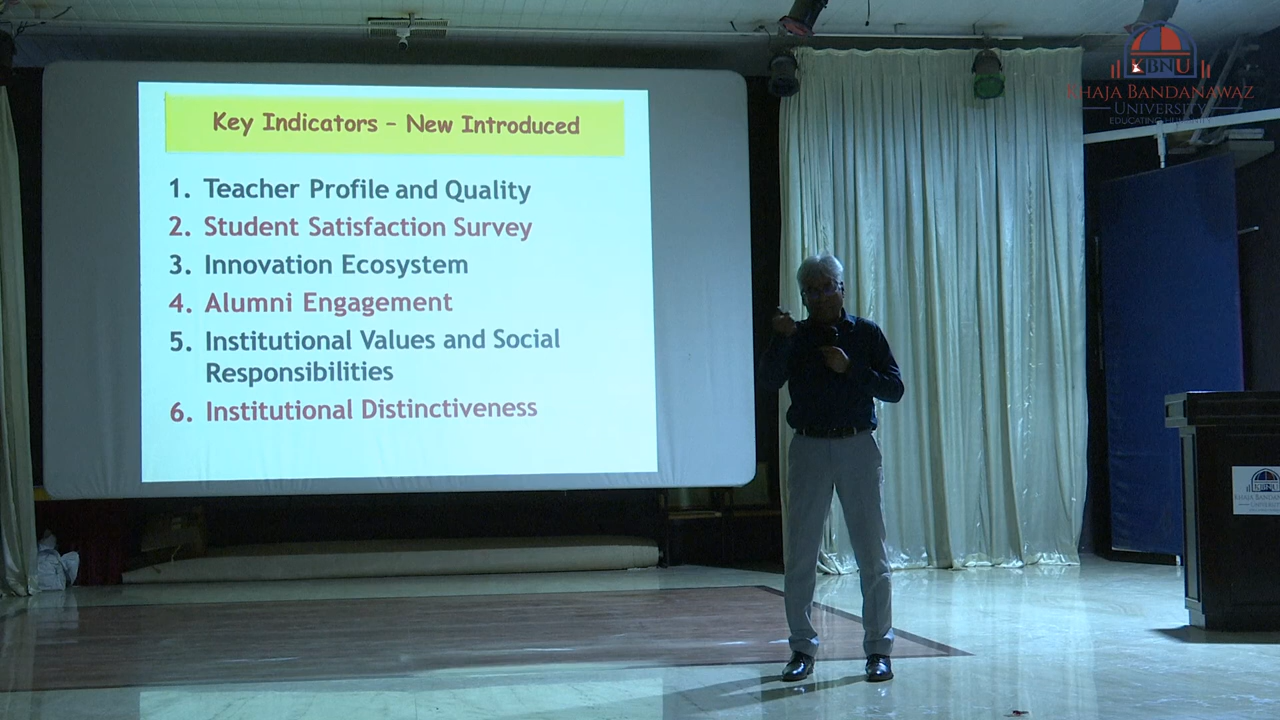 Key Indicators – New Introduced
1. Teacher Profile and Quality
2. Student Satisfaction Survey
3. Innovation Ecosystem
4. Alumni Engagement
5. Institutional Values and Social
Responsibilities
6. Institutional Distinctiveness
KBNU
KHAJA BANDANAWAZ
UNIVERSITY
EDUCATING